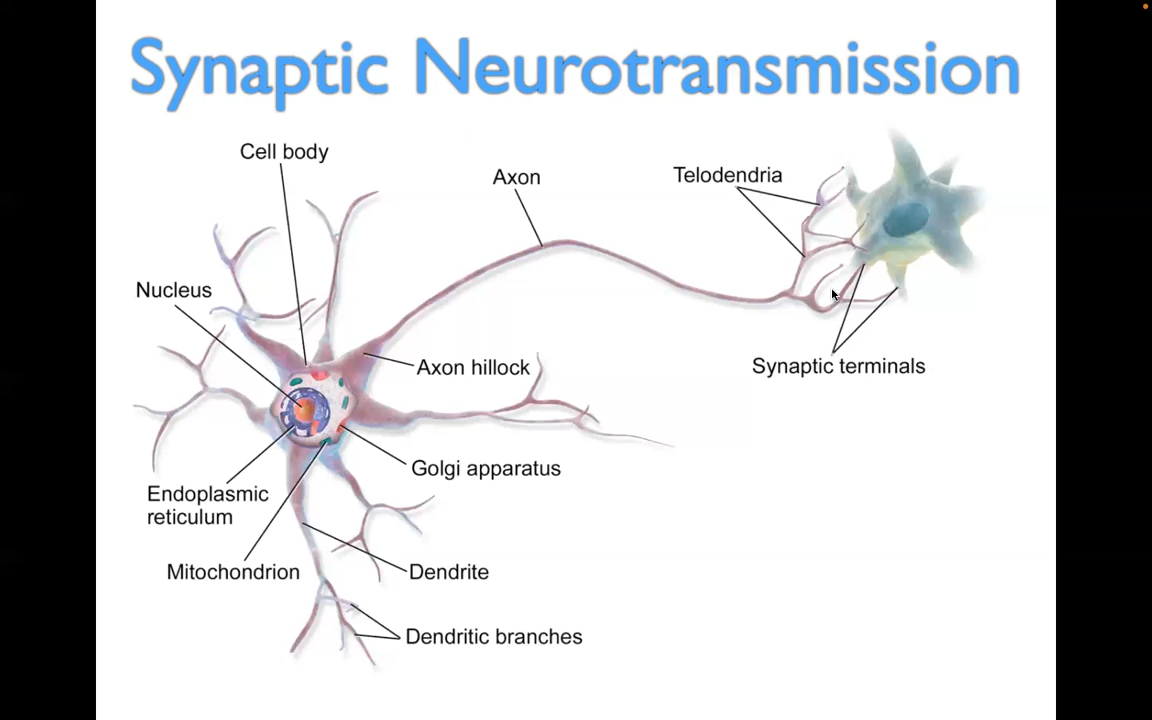 Synaptic Neurotransmission
Cell body
Axon
Telodendria
Nucleus
Axon hillock
Synaptic terminals
Golgi apparatus
Endoplasmic
reticulum
Mitochondrion
Dendrite
Dendritic branches